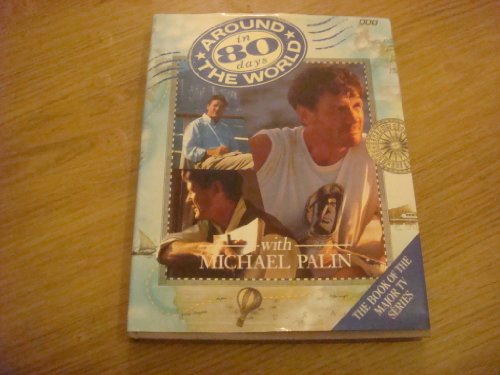 BBC
AROUND
in
80
days
THE WORLD
with
MICHAEL PALIN
THE BOOK OF THE
MAJOR TV
SERIES